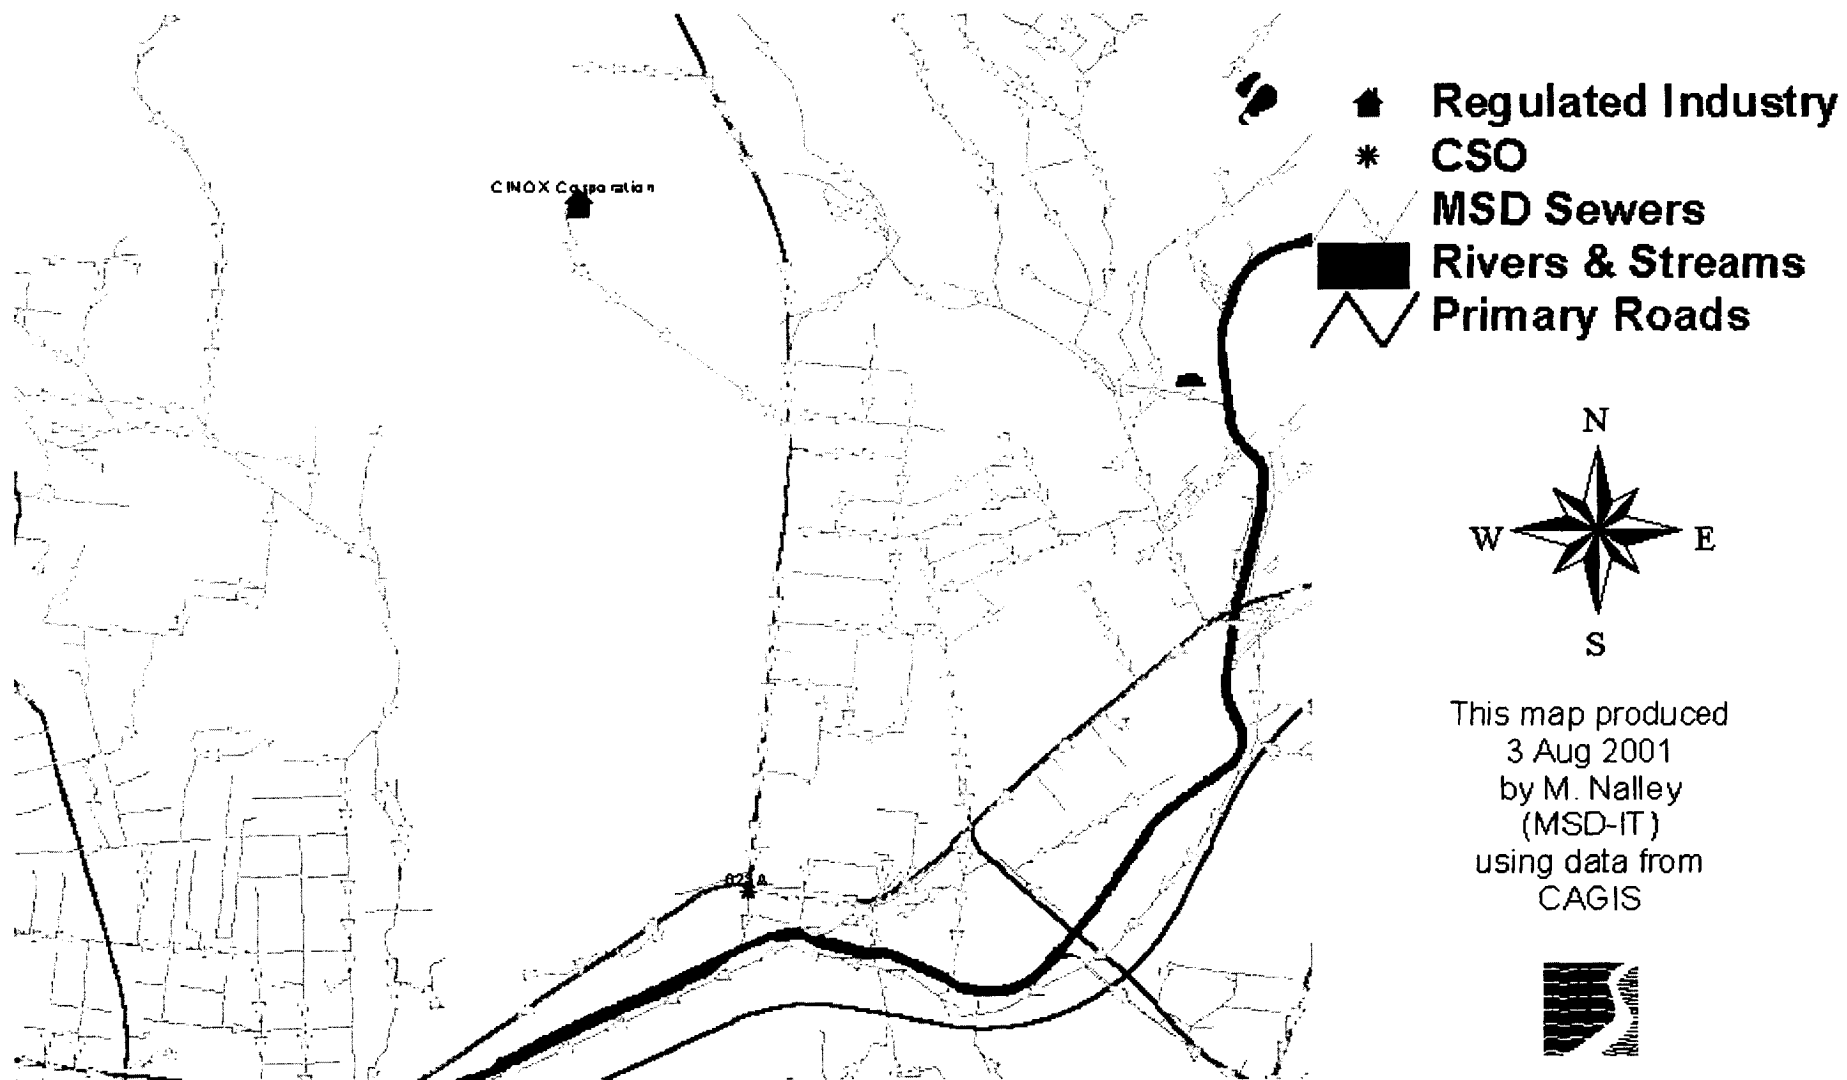 CINOX Corporation
Regulated Industry
CSO
MSD Sewers
Rivers & Streams
Primary Roads
N
W E
S
This map produced
3 Aug 2001
by M. Nalley
(MSD-IT)
using data from
CAGIS